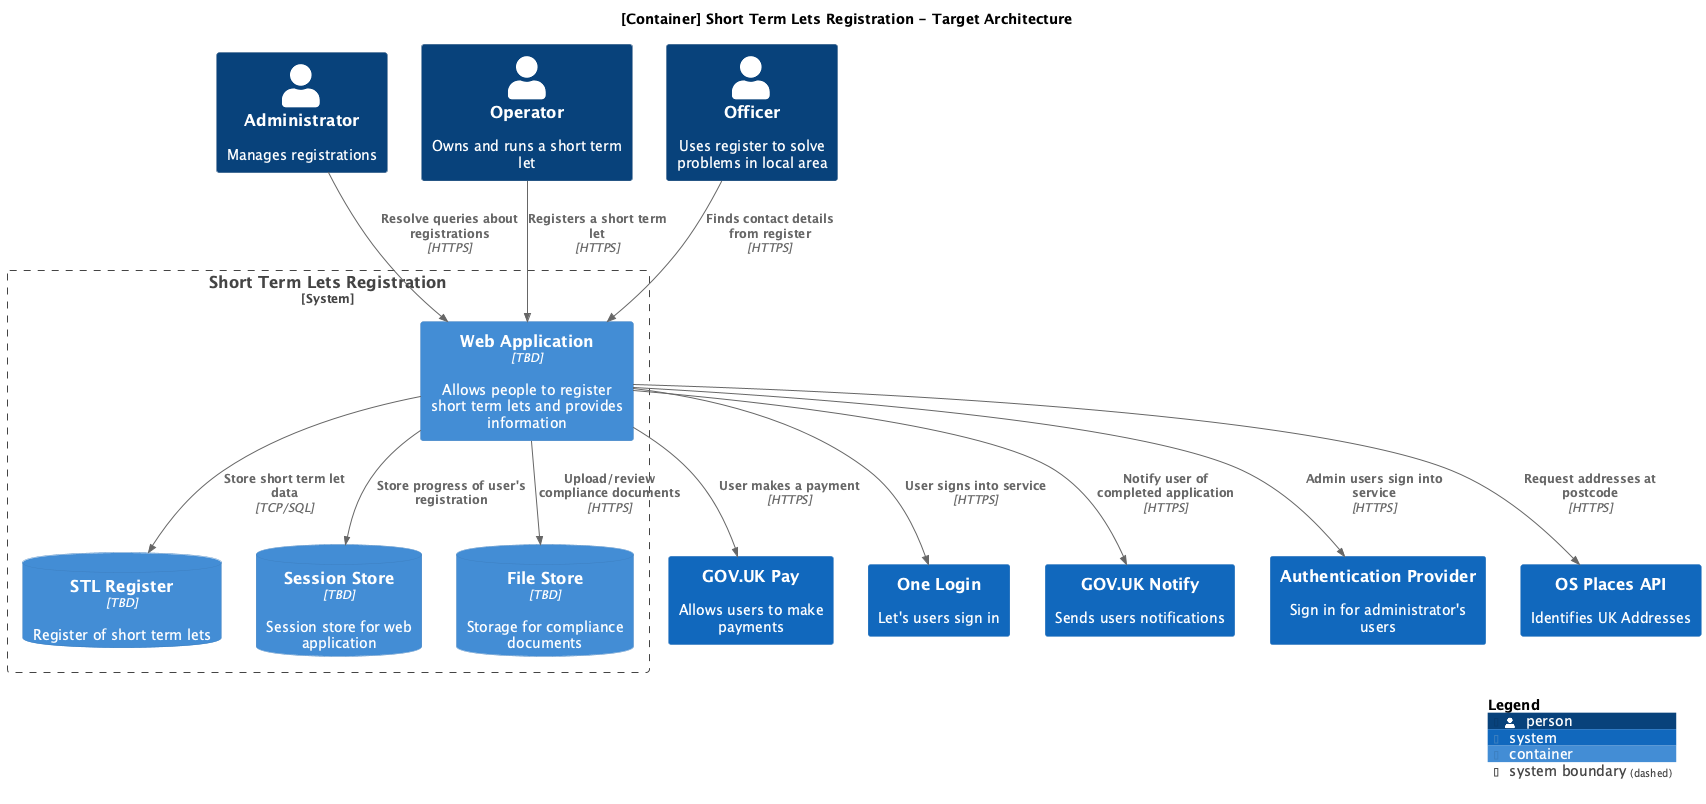 [Container] Short Term Lets Registration - Target Architecture
Administrator
Manages registrations
Operator
Owns and runs a short term
let
Officer
Uses register to solve
problems in local area
Resolve queries about
registrations
[HTTPS]
Registers a short term
let
[HTTPS]
Finds contact details
from register
[HTTPS]
Short Term Lets Registration
[System]
Web Application
[TBD]
Allows people to register
short term lets and provides
information
Store short term let
data
[TCP/SQL]
Store progress of user's
registration
Upload/review
compliance documents
[HTTPS]
User makes a payment
[HTTPS]
User signs into service
[HTTPS]
Notify user of
completed application
[HTTPS]
Admin users sign into
service
[HTTPS]
Request addresses at
postcode
[HTTPS]
STL Register
[TBD]
Register of short term lets
Session Store
[TBD]
Session store for web
application
File Store
[TBD]
Storage for compliance
documents
GOV.UK Pay
Allows users to make
payments
One Login
Let's users sign in
GOV.UK Notify
Sends users notifications
Authentication Provider
Sign in for administrator's
users
OS Places API
Identifies UK Addresses
Legend
person
system
container
system boundary (dashed)